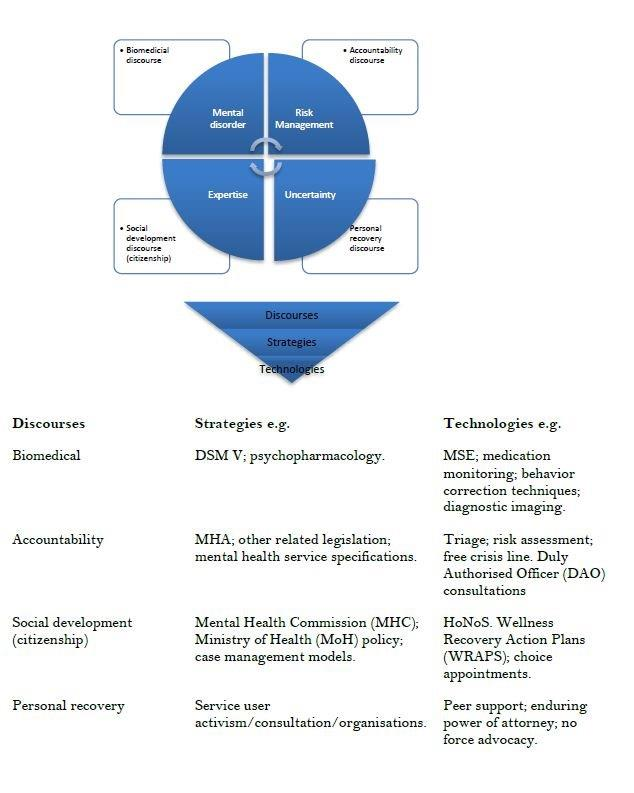 • Biomedicial
discourse
• Accountability
discourse
Mental
disorder
Risk
Management
Expertise
Uncertainty
• Social
development
discourse
(citizenship)
Personal
recovery
discourse
Discourses
Strategies
Technologies
Discourses Strategies e.g. Technologies e.g.
Biomedical DSM V; psychopharmacology. MSE; medication
monitoring; behavior
correction techniques;
diagnostic imaging.
Accountability MHA; other related legislation; Triage; risk assessment;
mental health service specifications. free crisis line. Duly
Authorised Officer (DAO)
consultations
Social development Mental Health Commission (MHC); HoNoS. Wellness
(citizenship) Ministry of Health (MoH) policy; Recovery Action Plans
case management models. (WRAPS); choice
appointments.
Personal recovery Service user Peer support; enduring
activism/consultation/organisations. power of attorney; no
force advocacy.